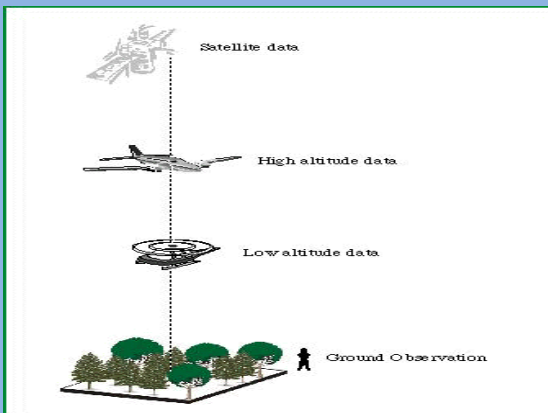 Satellite data
High altitude data
Low altitude data
Ground Observation